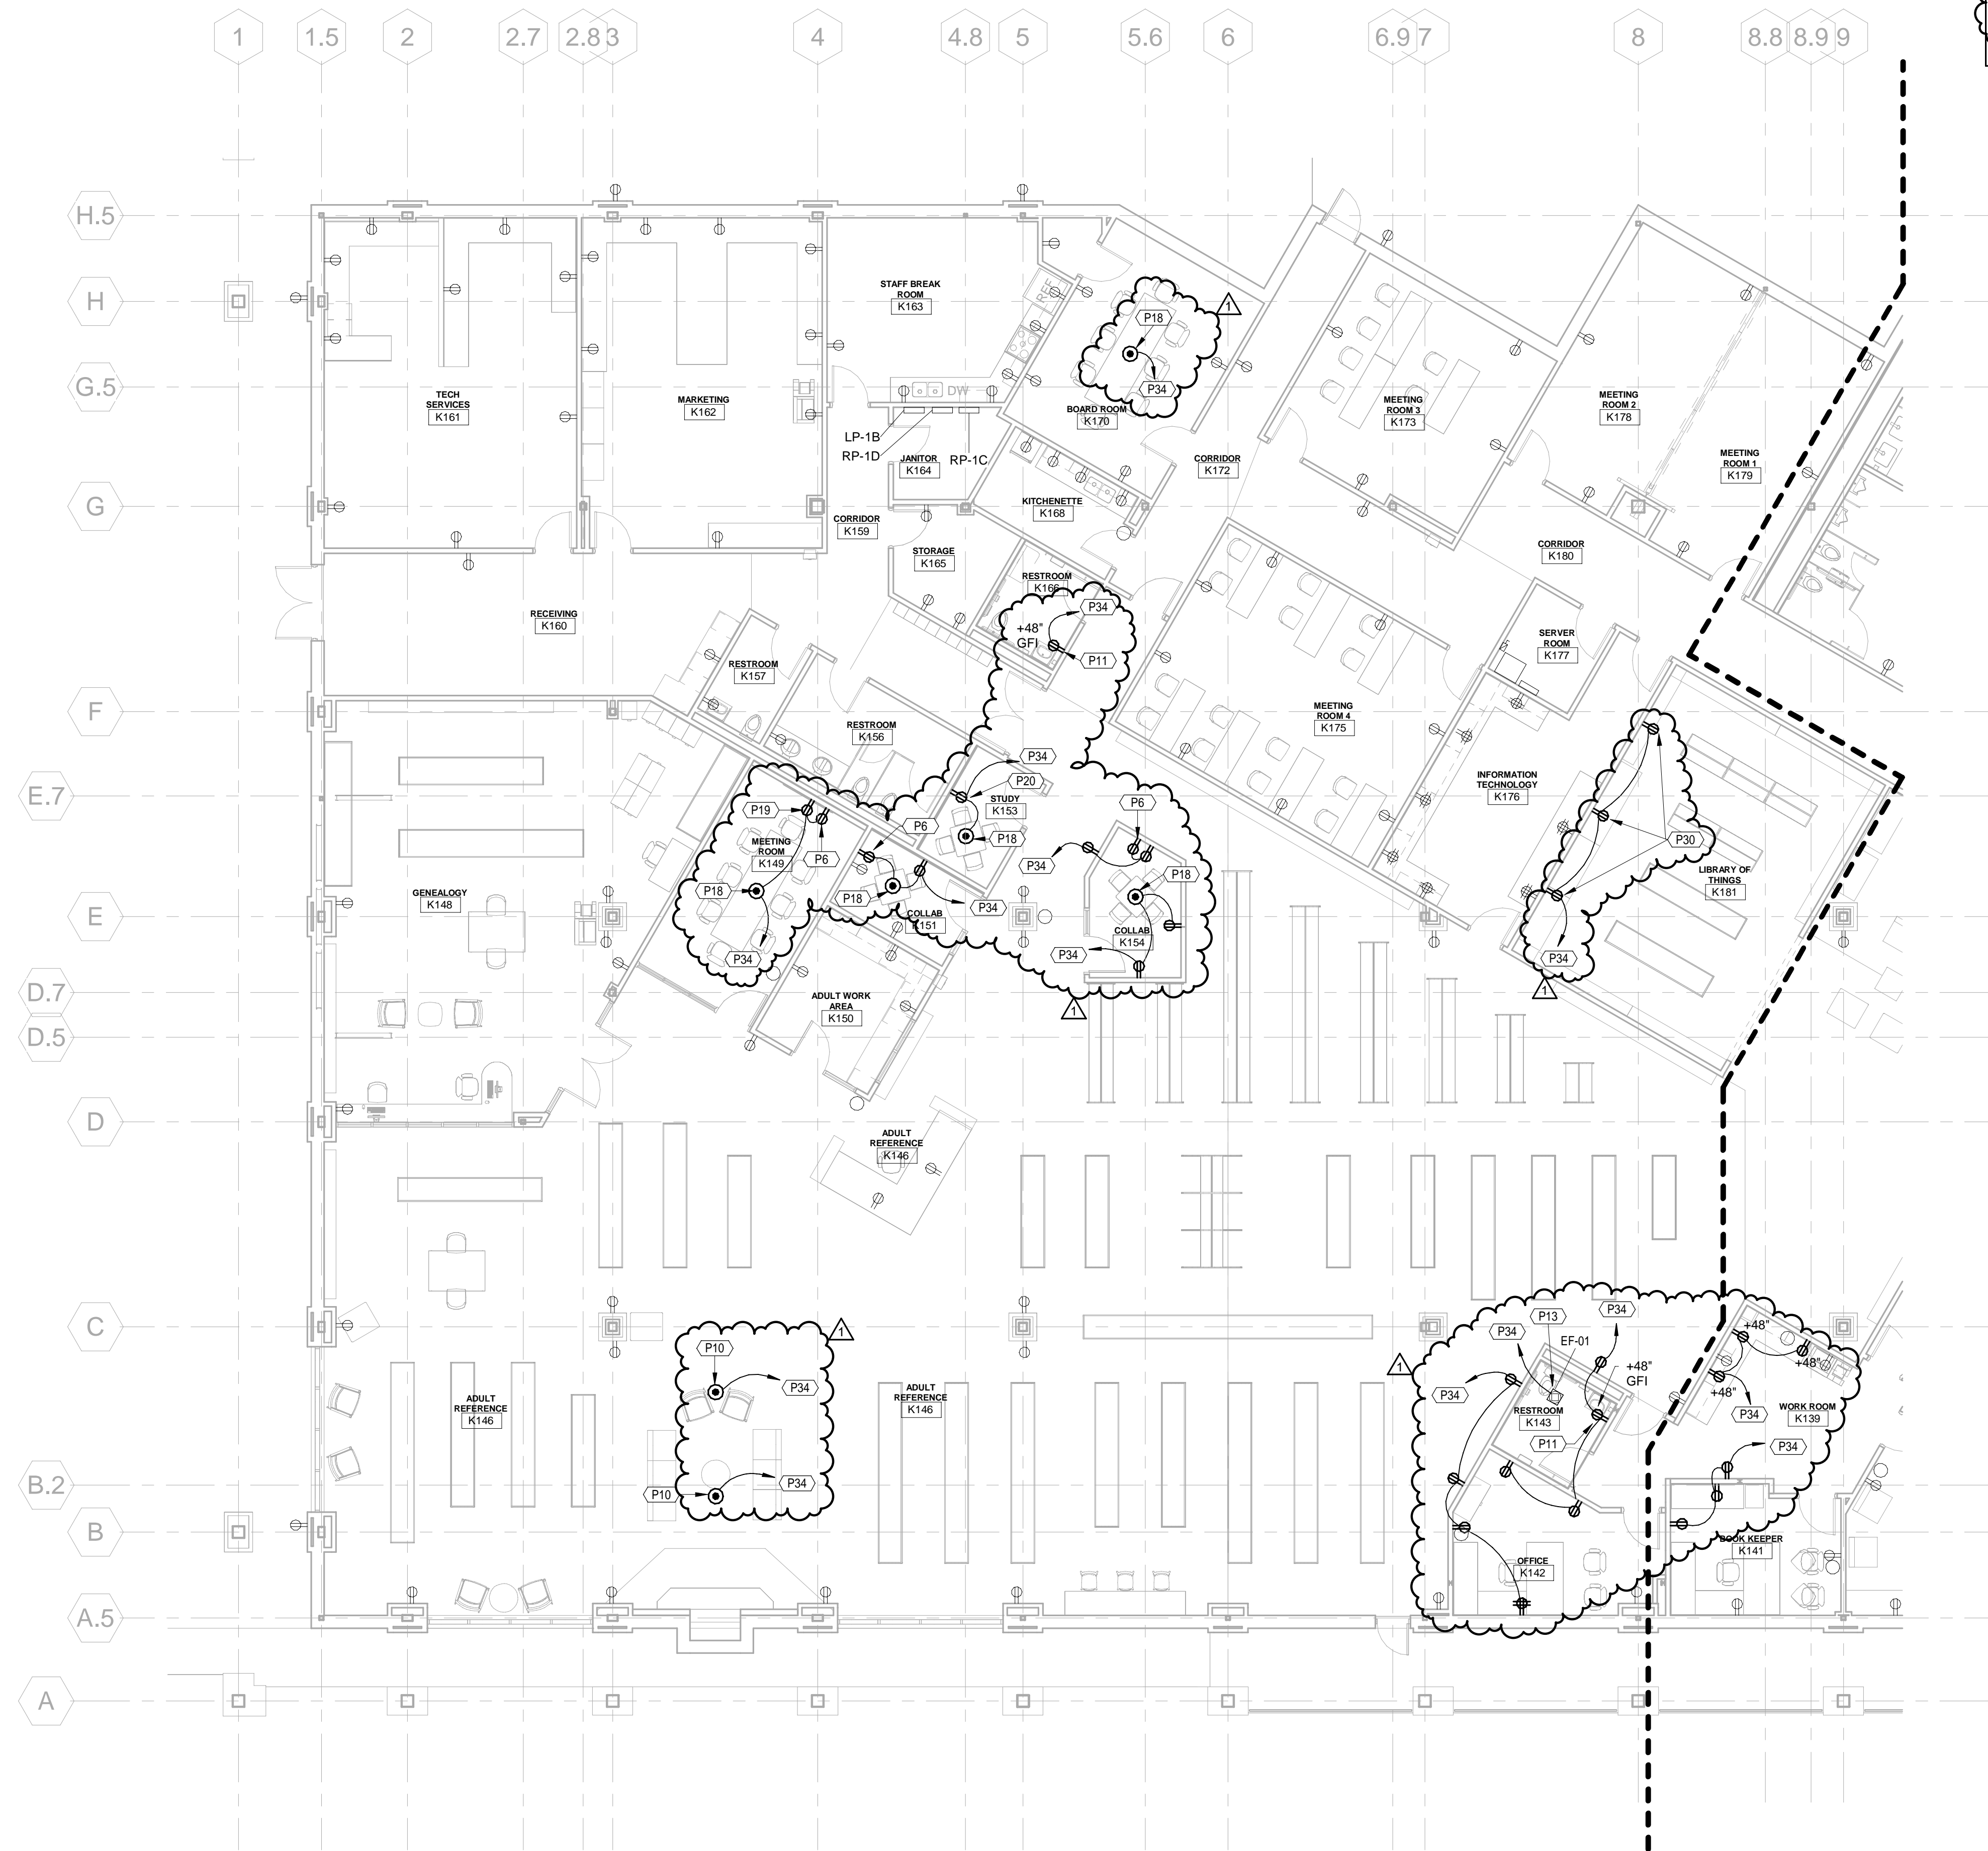 1
1.5
2
2.7
2.8
3
4
4.8
5
5.6
6
6.9
7
8
8.8
8.9
9
H.5
H
G.5
G
F
E.7
E
D.7
D.5
D
C
B.2
B
A.5
A
STAFF BREAK
ROOM
K163
REF
DW
P18
1
P34
BOARD ROOM
K170
TECH
SERVICES
K161
MARKETING
K162
MEETING
ROOM 3
K173
MEETING
ROOM 2
K178
MEETING
ROOM 1
K179
LP-1B
RP-1D
JANITOR
K164
RP-1C
CORRIDOR
K172
KITCHENETTE
K168
CORRIDOR
K159
STORAGE
K165
CORRIDOR
K180
RESTROOM
K166
P34
+48"
GFI
P11
RECEIVING
K160
SERVER
ROOM
K177
RESTROOM
K157
RESTROOM
K156
MEETING
ROOM 4
K175
P34
P20
STUDY
K153
P18
INFORMATION
TECHNOLOGY
K176
P19
P6
MEETING
ROOM
K149
P6
P18
P34
P18
P34
COLLAB
K151
P6
P34
P18
COLLAB
K154
P34
1
P30
LIBRARY OF
THINGS
K181
P34
1
GENEALOGY
K148
ADULT WORK
AREA
K150
ADULT
REFERENCE
K146
P10
1
P34
P10
P34
ADULT
REFERENCE
K146
ADULT
REFERENCE
K146
1
P34
P34
P13
P34
EF-01
+48"
GFI
RESTROOM
K143
P11
+48"
+48"
+48"
P34
WORK ROOM
K139
P34
BOOK KEEPER
K141
OFFICE
K142